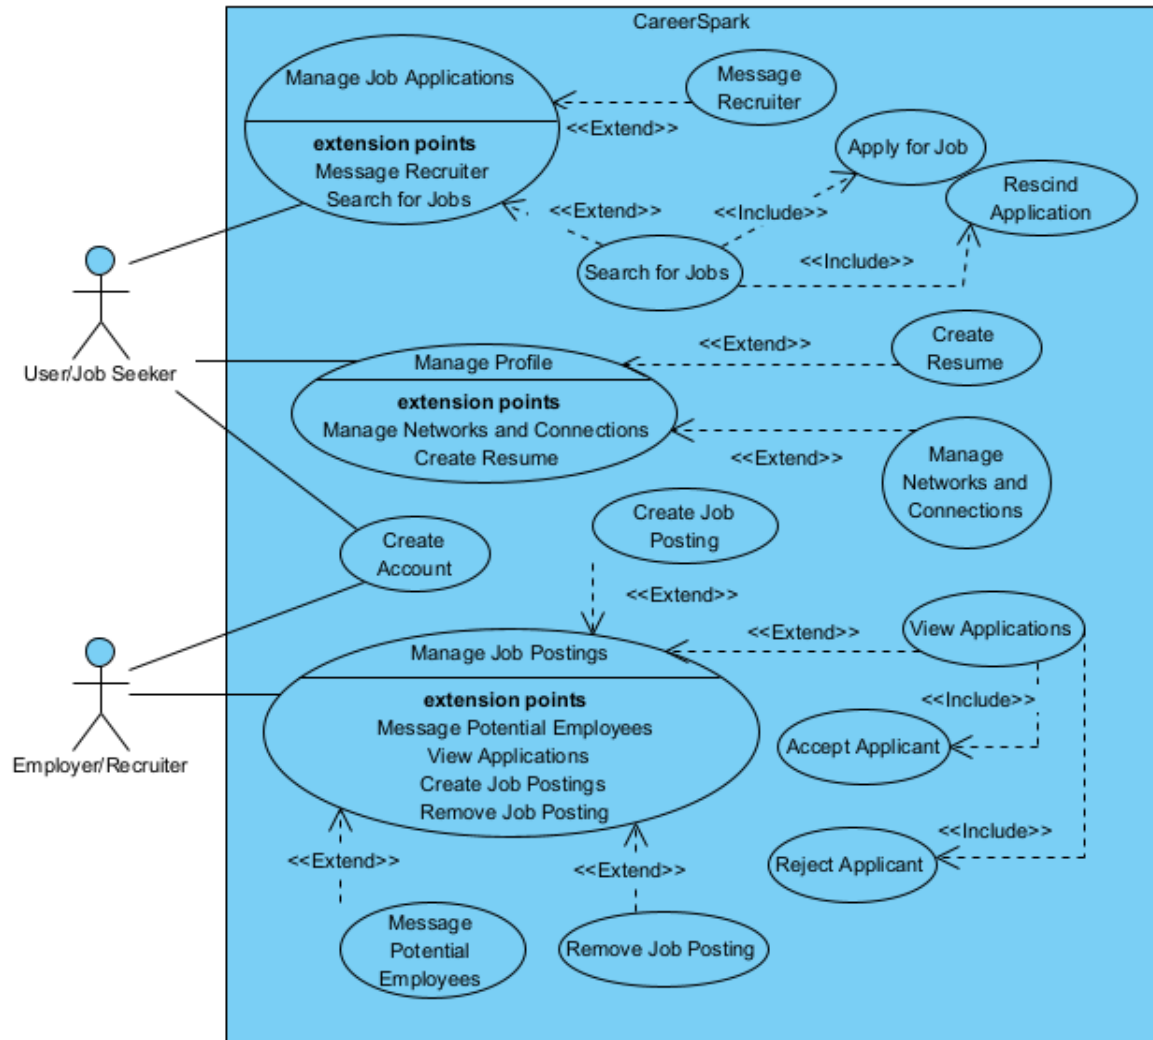 CareerSpark
Manage Job Applications
extension points
Message Recruiter
Search for Jobs
Message
Recruiter
<<Extend>>
Apply for Job
Rescind
Application
<<Extend>>
<<Include>>
<<Include>>
Search for Jobs
User/Job Seeker
Manage Profile
extension points
Manage Networks and Connections
Create Resume
<<Extend>>
Create
Resume
<<Extend>>
Manage
Networks and
Connections
Create Job
Posting
Create
Account
<<Extend>>
Manage Job Postings
extension points
Message Potential Employees
View Applications
Create Job Postings
Remove Job Posting
<<Extend>>
View Applications
<<Include>>
Accept Applicant
Employer/Recruiter
<<Include>>
Reject Applicant
<<Extend>>
<<Extend>>
Message
Potential
Employees
Remove Job Posting